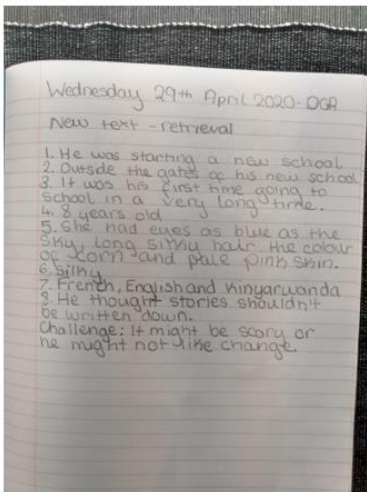 Wednesday 29th April 2020-DGR
New text - retrieval
1. He was starting a new school
2. Outside the gates of his new school
3. It was his first time going to
school in a very long time.
4. 8 years old
5. She had eyes as blue as the
sky, long silky hair the colour
of corn and pale pink skin.
6. Silky
7. French, English and Kinyarwanda
8. He thought stories shouldn't
be written down.
Challenge: It might be scary or
he might not like change.